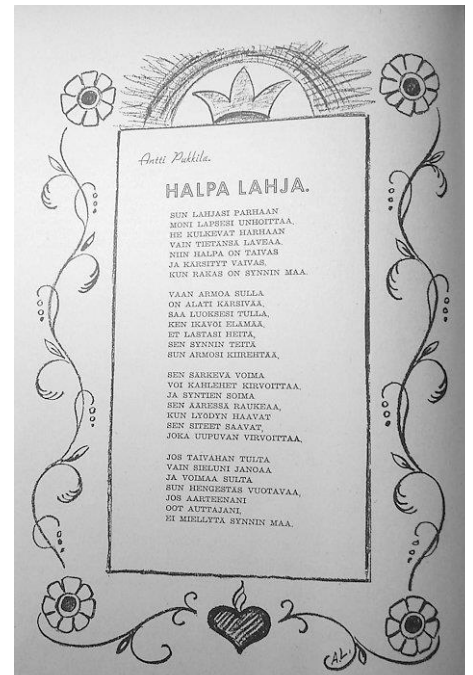 Antti Pukkila.
HALPA LAHJA.
SUN LAHJASI PARHAAN
MONI LAPSESI UNHOITTAA,
HE KULKEVAT HARHAAN
VAIN TIETÄNSÄ LAVEAA.
NIIN HALPA ON TAIVAS
JA KÄRSITYT VAIVAS,
KUN RAKAS ON SYNNIN MAA.
VAAN ARMOA SULLA
ON ALATI KÄRSIVÄÄ,
SAA LUOKSESI TULLA,
KEN IKÄVÖI ELÄMÄÄ,
ET LASTASI HEITÄ,
SEN SYNNIN TEITÄ
SUN ARMOSI KIIREHTÄÄ,
SEN SÄRKEVÄ VOIMA
VOI KAHLEHET KIRVOITTAA,
JA SYNTIEN SOIMA
SEN ÄÄRESSÄ RAUKEAA,
KUN LYÖDYN HAAVAT
SEN SITEET SAAVAT,
JOKA UUPUVAN VIRVOITTAA,
JOS TAIVAHAN TULTA
VAIN SIELUNI JANOAA
JA VOIMAA SULTA
SUN HENGESTÄS VUOTAVAA,
JOS AARTEENANI
OOT AUTTAJANI,
EI MIELLYTÄ SYNNIN MAA.
A.L.